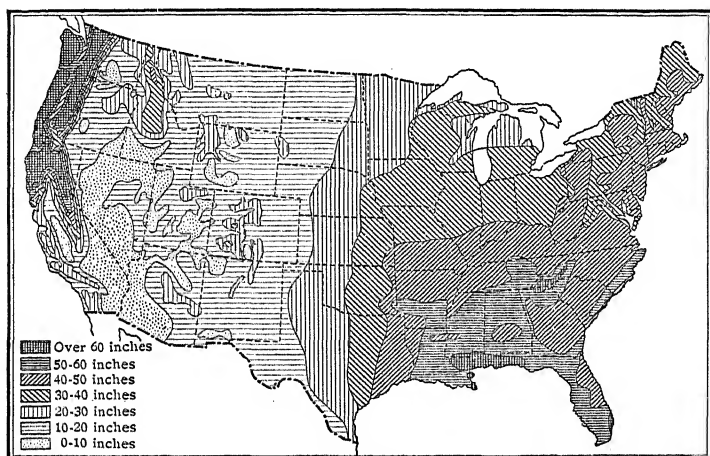 Over 60 inches
50-60 inches
40-50 inches
30-40 inches
20-30 inches
10-20 inches
0-10 inches